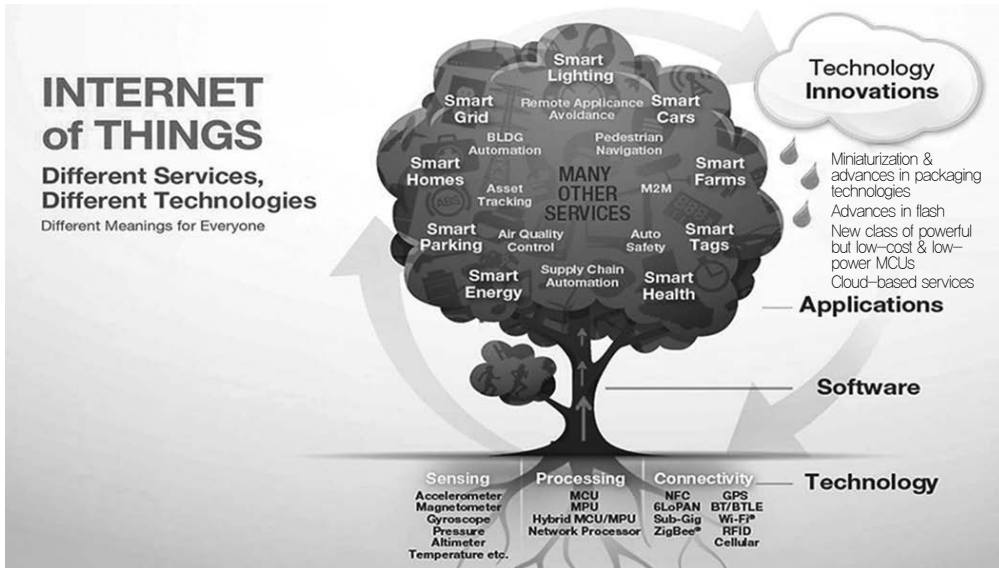 INTERNET
of THINGS
Different Services,
Different Technologies
Different Meanings for Everyone
Smart
Lighting
Smart
Grid
Remote Applicance
Avoidance
Smart
Cars
BLDG
Automation
Pedestrian
Navigation
Smart
Homes
Smart
Farms
Asset
Tracking
MANY
OTHER
SERVICES
M2M
Smart
Parking
Air Quality
Control
Auto
Safety
Smart
Tags
Smart
Energy
Supply Chain
Automation
Smart
Health
Technology
Innovations
Miniaturization &
advances in packaging
technologies
Advances in flash
New class of powerful
but low-cost & low-
power MCUs
Cloud-based services
Applications
Software
Technology
Sensing
Accelerometer
Magnetometer
Gyroscope
Pressure
Altimeter
Temperature etc.
Processing
MCU
MPU
Hybrid MCU/MPU
Network Processor
Connectivity
NFC GPS
6LoPAN BT/BTLE
Sub-Gig Wi-Fi®
ZigBee® RFID
Cellular
ABS